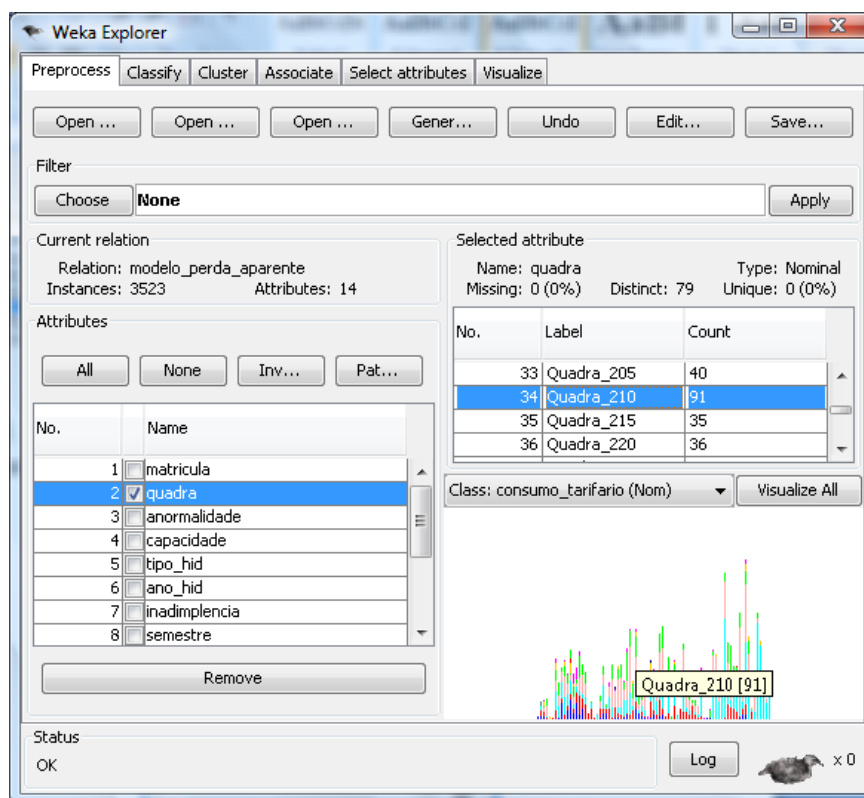 Weka Explorer
Preprocess Classify Cluster Associate Select attributes Visualize
Open ... Open ... Open ... Gener... Undo Edit... Save...
Filter
Choose None Apply
Current relation
Relation: modelo_perda_aparente
Instances: 3523 Attributes: 14
Attributes
All None Inv... Pat...
No. Name
1 matricula
2 quadra
3 anormalidade
4 capacidade
5 tipo_hid
6 ano_hid
7 inadimplencia
8 semestre
Remove
Selected attribute
Name: quadra Type: Nominal
Missing: 0 (0%) Distinct: 79 Unique: 0 (0%)
No. Label Count
33 Quadra_205 40
34 Quadra_210 91
35 Quadra_215 35
36 Quadra_220 36
Class: consumo_tarifario (Nom) Visualize All
Quadra_210 [91]
Status
OK
Log x 0